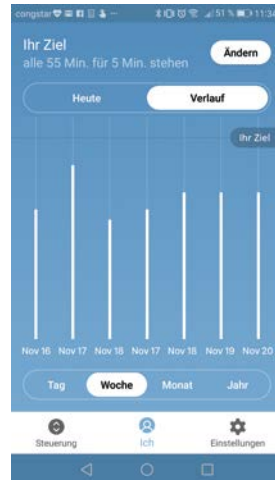 congstar 51 % 11:34
Ihr Ziel
alle 55 Min. für 5 Min. stehen
Ändern
Heute Verlauf
Ihr Ziel
Nov 16 Nov 17 Nov 18 Nov 17 Nov 18 Nov 19 Nov 20
Tag Woche Monat Jahr
Steuerung Ich Einstellungen